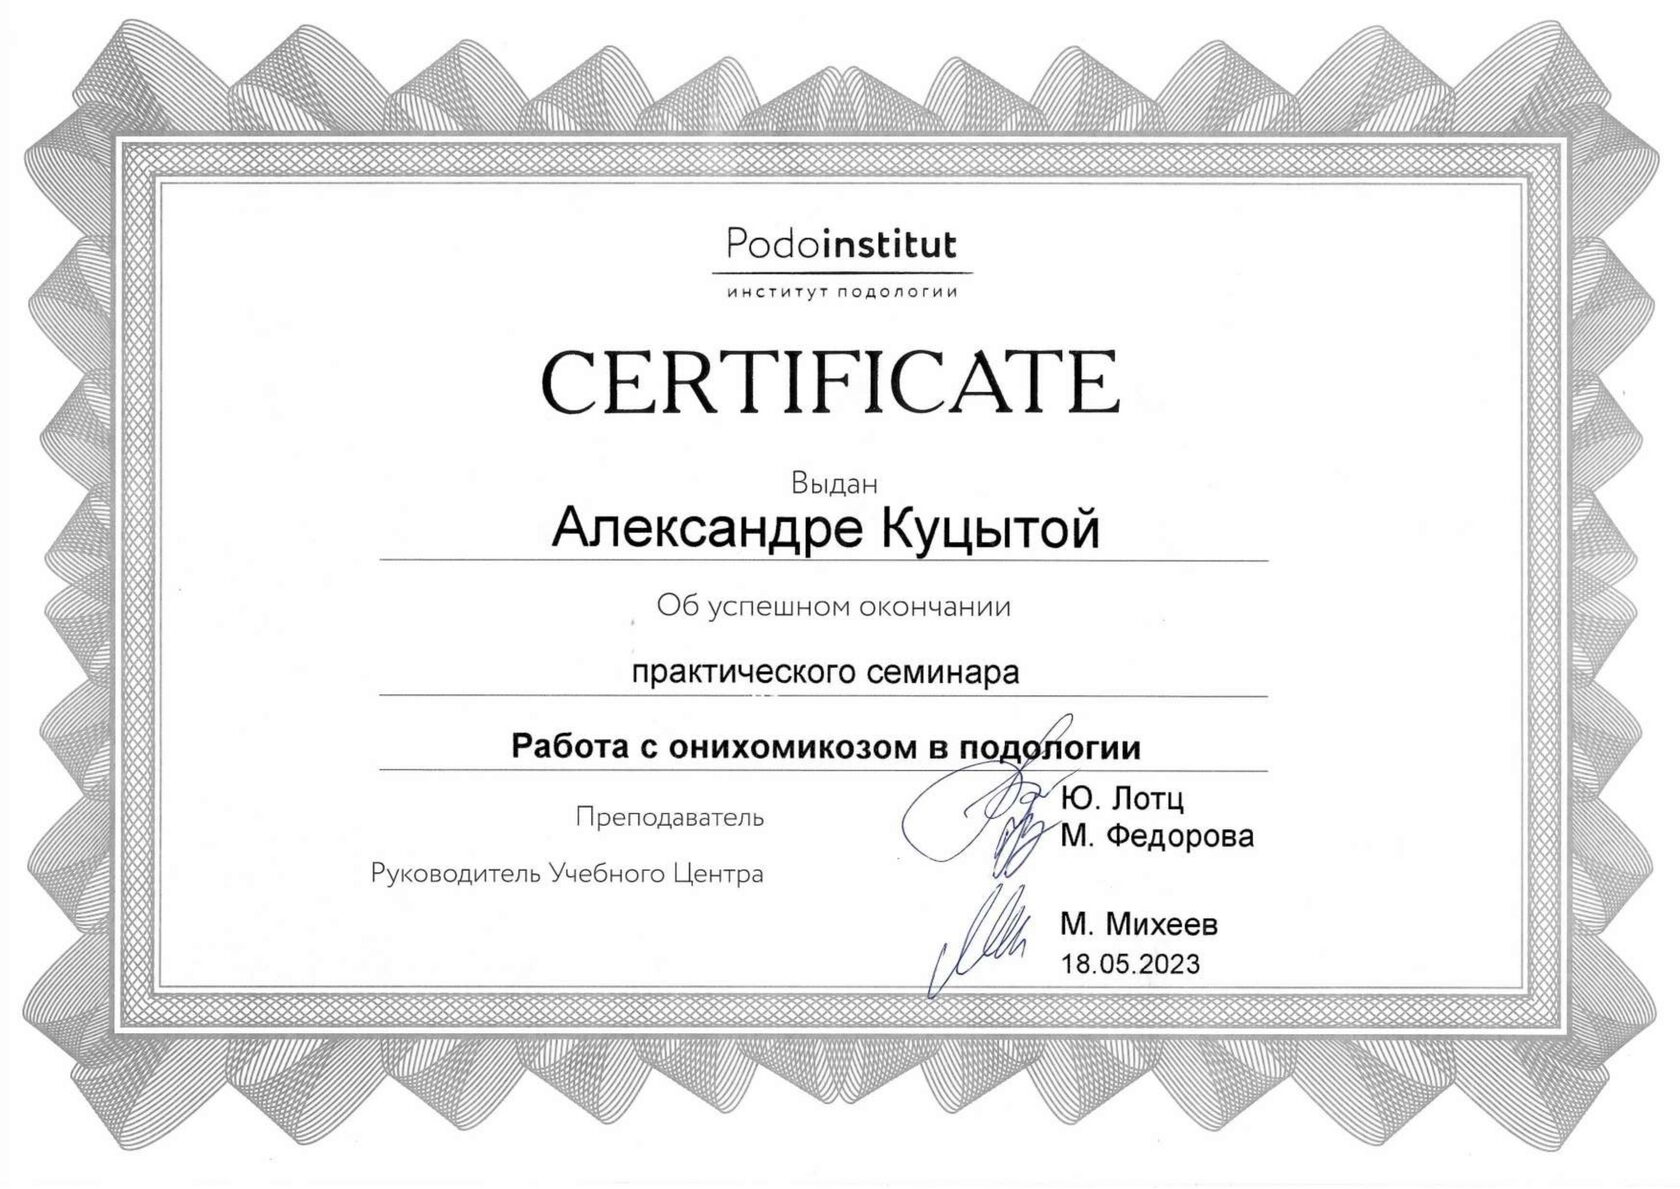 Podoinstitut
институт подологии
CERTIFICATE
Выдан
Александре Куцытой
Об успешном окончании
практического семинара
Работа с онихомикозом в подологии
Преподаватель
Ю. Лотц
М. Федорова
Руководитель Учебного Центра
М. Михеев
18.05.2023